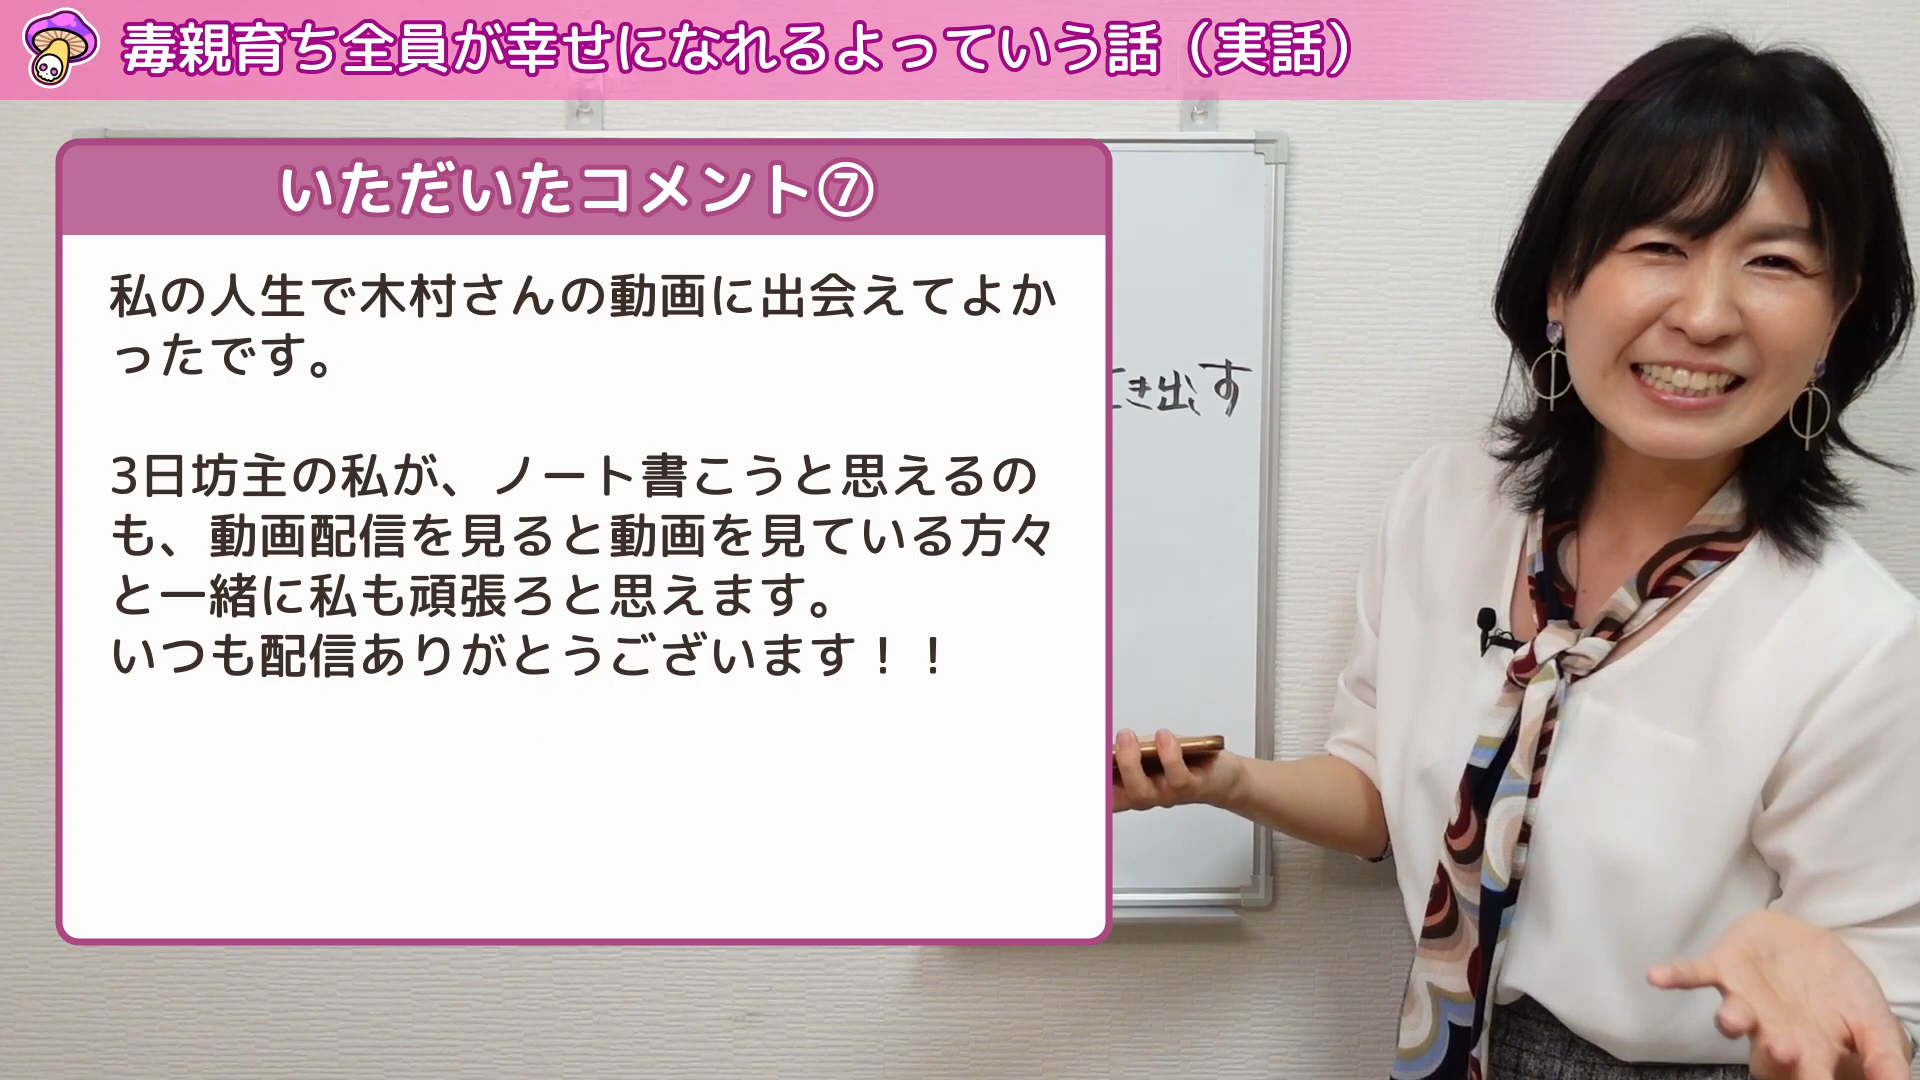 毒親育ち全員が幸せになれるよっていう話（実話）
いただいたコメント⑦
私の人生で木村さんの動画に出会えてよか
ったです。
3日坊主の私が、ノート書こうと思えるの
も、動画配信を見ると動画を見ている方々
と一緒に私も頑張ろと思えます。
いつも配信ありがとうございます！！
き出す